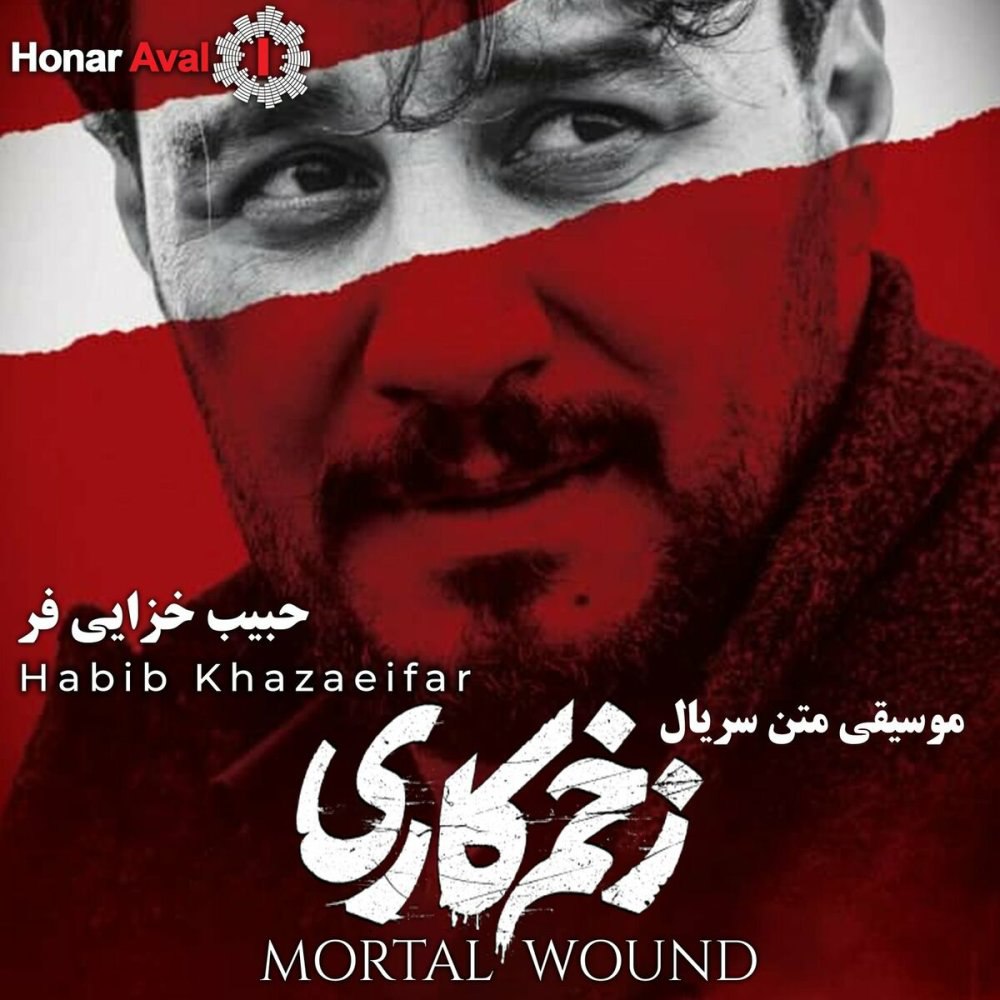 Honar Aval
حبیب خزایی فر
Habib Khazaeifar
موسیقی متن سریال
زخم کاری
MORTAL WOUND